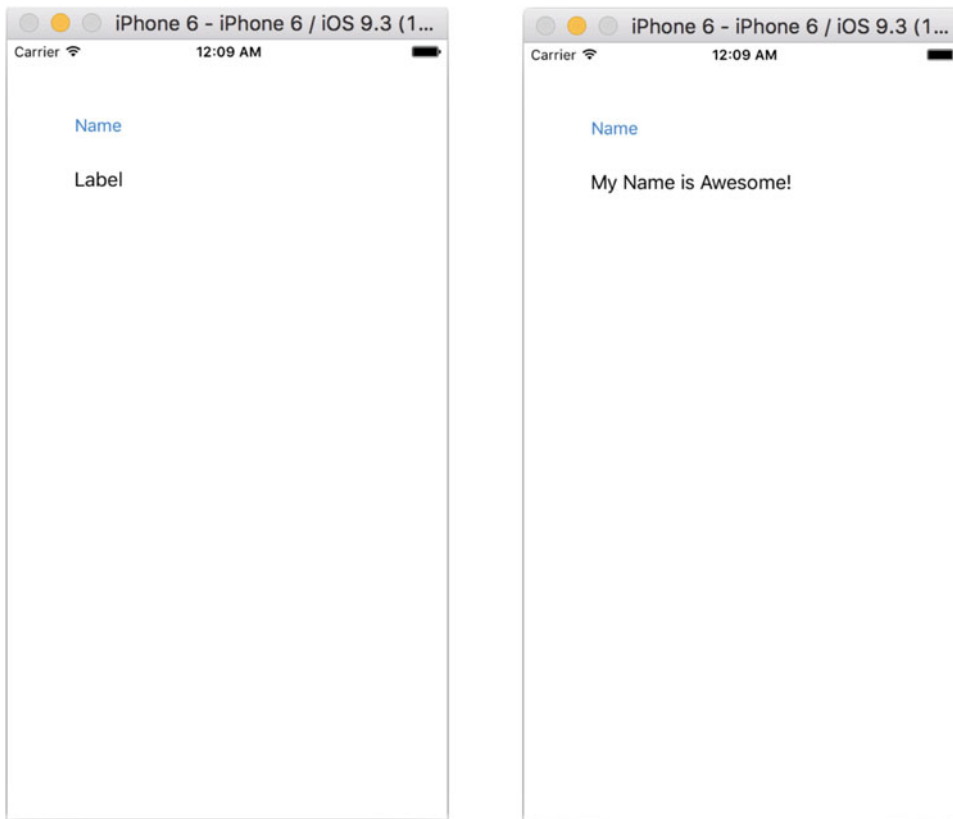 iPhone 6 - iPhone 6 / iOS 9.3 (1...
Carrier 12:09 AM
Name
Label
iPhone 6 - iPhone 6 / iOS 9.3 (1...
Carrier 12:09 AM
Name
My Name is Awesome!